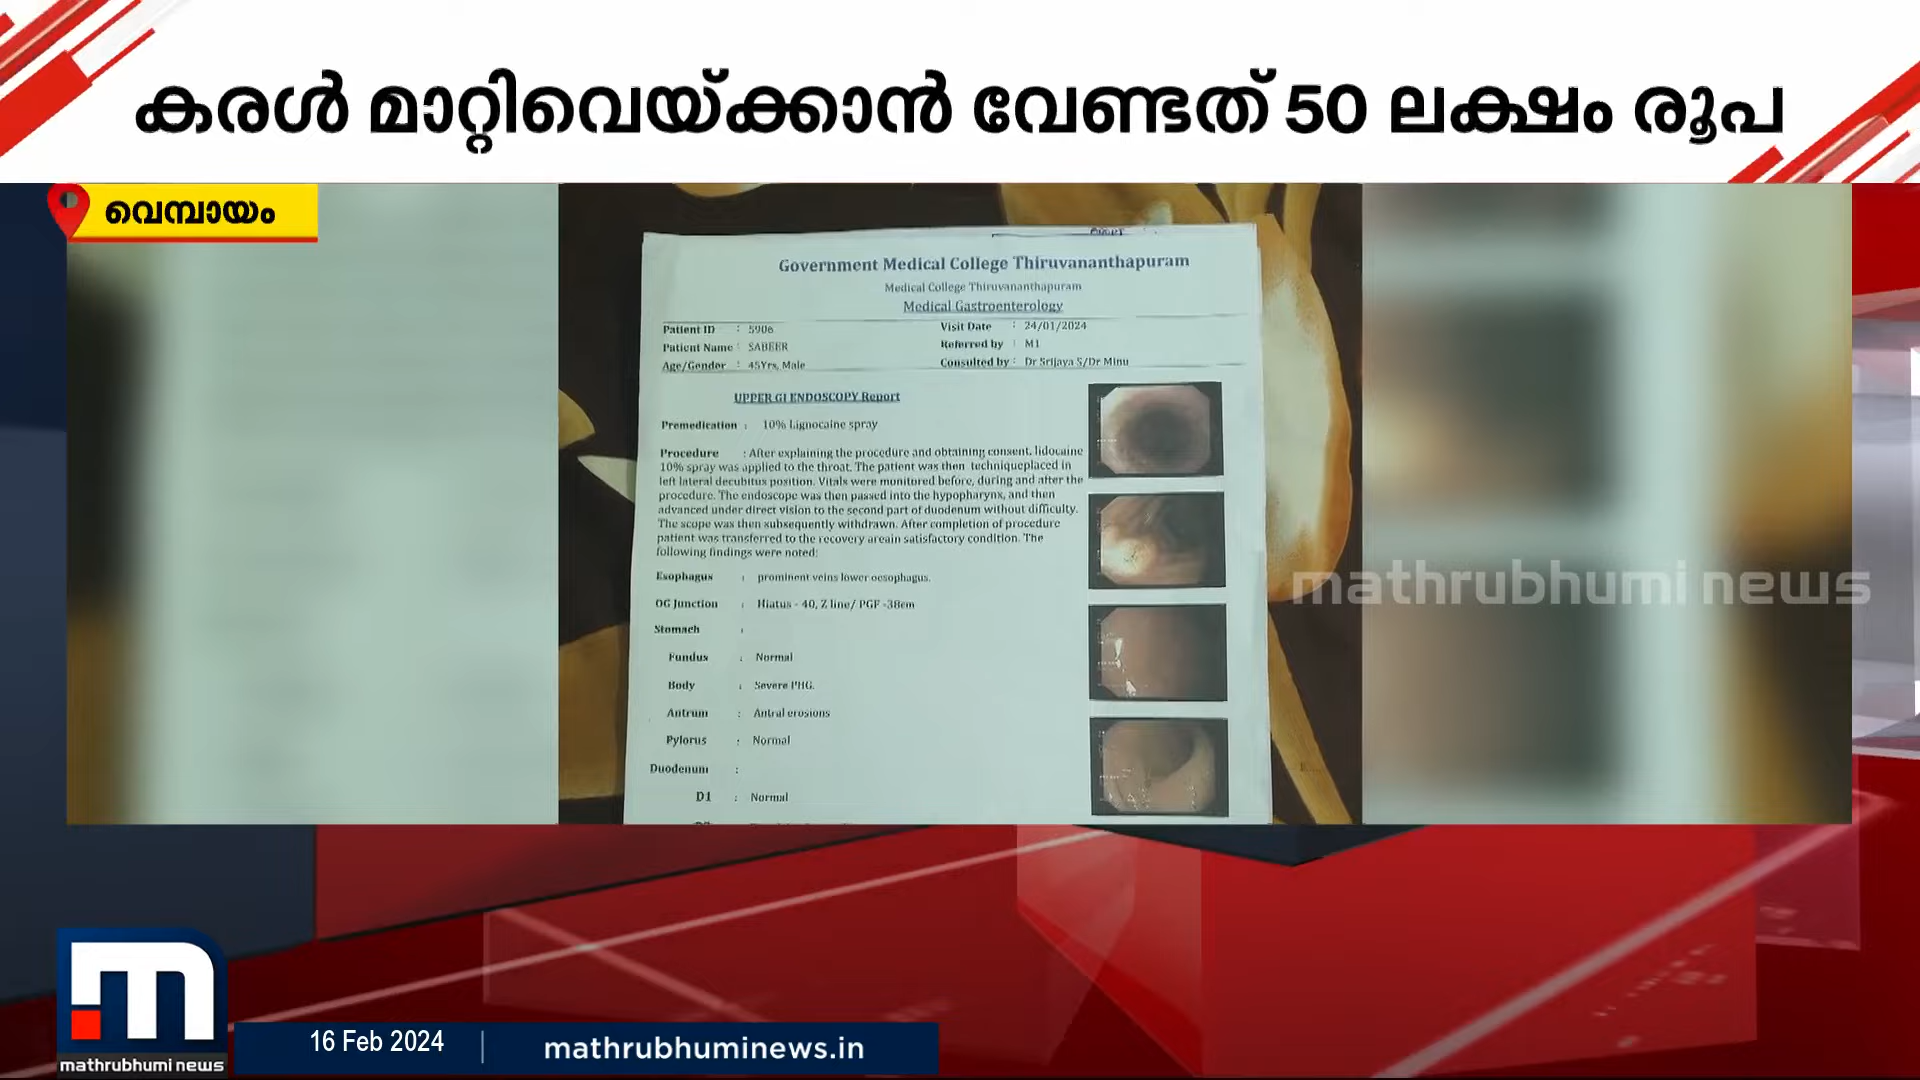 കരൾ മാറ്റിവെയ്ക്കാൻ വേണ്ടത് 50 ലക്ഷം രൂപ
വെമ്പായം
Government Medical College Thiruvananthapuram
Medical College Thiruvananthapuram
Medical Gastroenterology
Patient ID : 5906 Visit Date : 24/01/2024
Patient Name : SABEER Referred by : M1
Age/Gender : 45Yrs, Male Consulted by : Dr Srijaya S/Dr Minu
UPPER GI ENDOSCOPY Report
Premedication : 10% Lignocaine spray
Procedure : After explaining the procedure and obtaining consent, lidocaine
10% spray was applied to the throat. The patient was then techniqueplaced in
left lateral decubitus position. Vitals were monitored before, during and after the
procedure. The endoscope was then passed into the hypopharynx, and then
advanced under direct vision to the second part of duodenum without difficulty.
The scope was then subsequently withdrawn. After completion of procedure
patient was transferred to the recovery areain satisfactory condition. The
following findings were noted:
Esophagus : prominent veins lower oesophagus.
OG Junction : Hiatus - 40, Z line/ PGF -38cm
Stomach :
Fundus : Normal
Body : Severe PHG.
Antrum : Antral erosions
Pylorus : Normal
Duodenum :
D1 : Normal
mathrubhumi news
mathrubhumi news
16 Feb 2024
mathrubhuminews.in